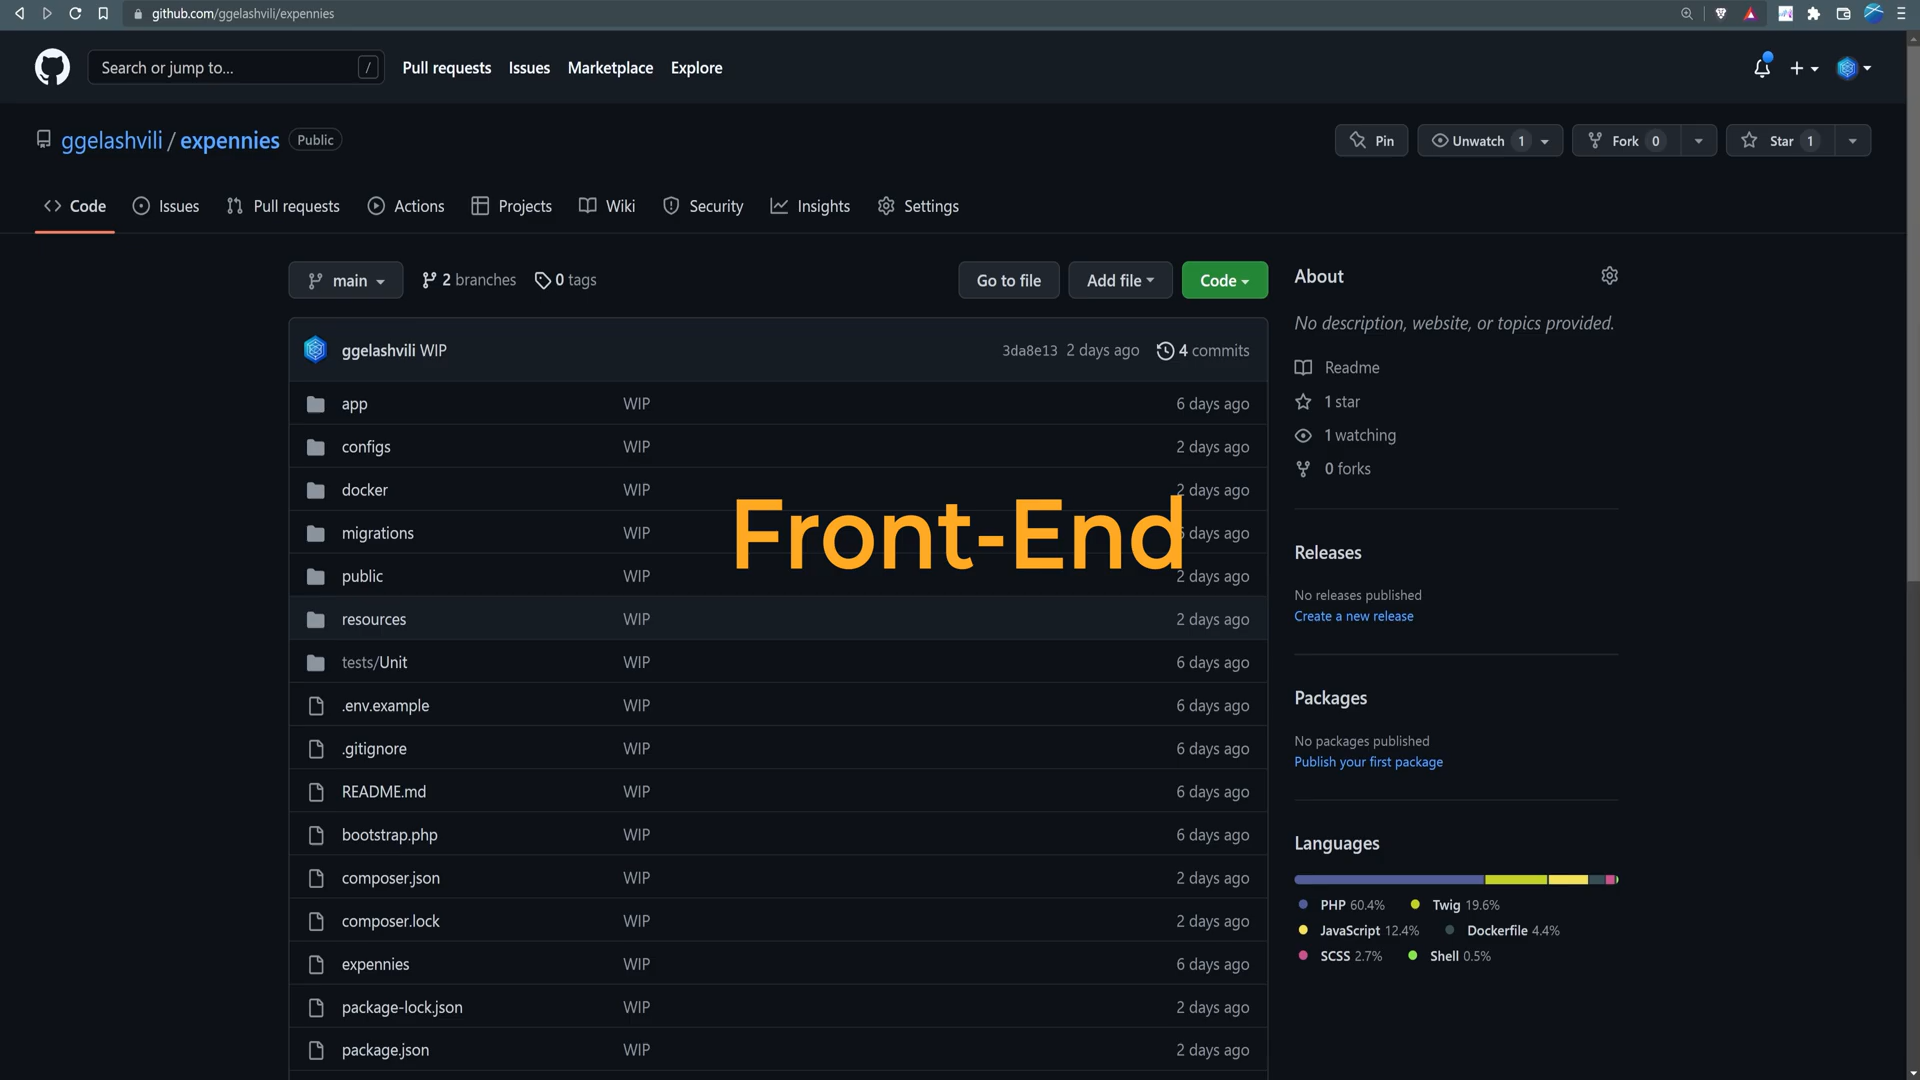 github.com/ggelashvili/expennies
Search or jump to... /
Pull requests Issues Marketplace Explore
ggelashvili / expennies Public
Pin Unwatch 1 Fork 0 Star 1
Code Issues Pull requests Actions Projects Wiki Security Insights Settings
main 2 branches 0 tags Go to file Add file Code
ggelashvili WIP 3da8e13 2 days ago 4 commits
app WIP 6 days ago
configs WIP 2 days ago
docker WIP 2 days ago
migrations WIP days ago
public WIP 2 days ago
resources WIP 2 days ago
tests/Unit WIP 6 days ago
.env.example WIP 6 days ago
.gitignore WIP 6 days ago
README.md WIP 6 days ago
bootstrap.php WIP 6 days ago
composer.json WIP 2 days ago
composer.lock WIP 2 days ago
expennies WIP 6 days ago
package-lock.json WIP 2 days ago
package.json WIP 2 days ago
Front-End
About
No description, website, or topics provided.
Readme
1 star
1 watching
0 forks
Releases
No releases published
Create a new release
Packages
No packages published
Publish your first package
Languages
PHP 60.4% Twig 19.6%
JavaScript 12.4% Dockerfile 4.4%
SCSS 2.7% Shell 0.5%